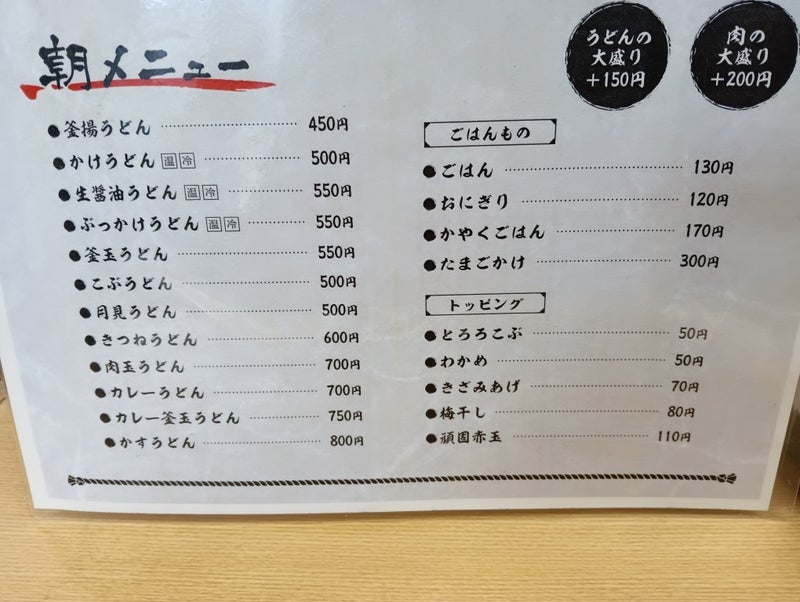 朝メニュー
うどんの
大盛り
+150円
肉の
大盛り
+200円
●釜揚うどん 450円
●かけうどん 温 冷 500円
●生醤油うどん 温 冷 550円
●ぶっかけうどん 温 冷 550円
●釜玉うどん 550円
●こぶうどん 500円
●月見うどん 500円
●きつねうどん 600円
●肉玉うどん 700円
●カレーうどん 700円
●カレー釜玉うどん 750円
●かすうどん 800円
ごはんもの
●ごはん 130円
●おにぎり 120円
●かやくごはん 170円
●たまごかけ 300円
トッピング
●とろろこぶ 50円
●わかめ 50円
●きざみあげ 70円
●梅干し 80円
●頑固赤玉 110円